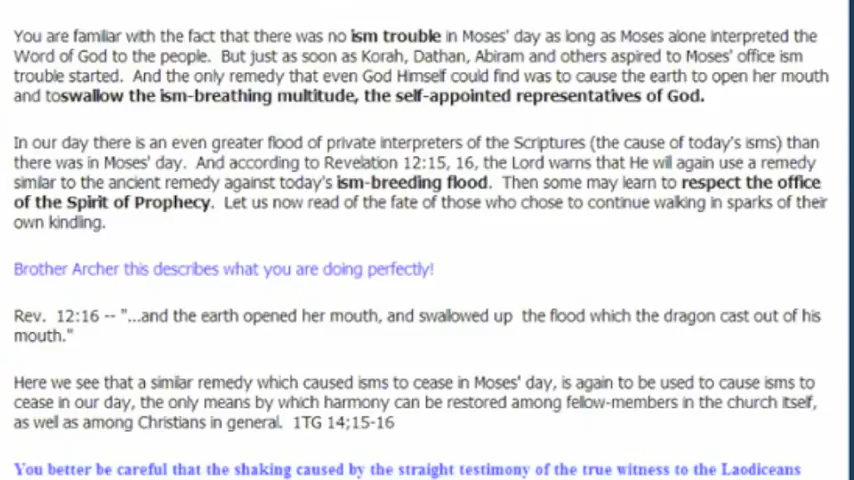 You are familiar with the fact that there was no ism trouble in Moses' day as long as Moses alone interpreted the
Word of God to the people. But just as soon as Korah, Dathan, Abiram and others aspired to Moses' office ism
trouble started. And the only remedy that even God Himself could find was to cause the earth to open her mouth
and toswallow the ism-breathing multitude, the self-appointed representatives of God.
In our day there is an even greater flood of private interpreters of the Scriptures (the cause of today's isms) than
there was in Moses' day. And according to Revelation 12:15, 16, the Lord warns that He will again use a remedy
similar to the ancient remedy against today's ism-breeding flood. Then some may learn to respect the office
of the Spirit of Prophecy. Let us now read of the fate of those who chose to continue walking in sparks of their
own kindling.
Brother Archer this describes what you are doing perfectly!
Rev. 12:16 -- "...and the earth opened her mouth, and swallowed up the flood which the dragon cast out of his
mouth."
Here we see that a similar remedy which caused isms to cease in Moses' day, is again to be used to cause isms to
cease in our day, the only means by which harmony can be restored among fellow-members in the church itself,
as well as among Christians in general. 1TG 14;15-16
You better be careful that the shaking caused by the straight testimony of the true witness to the Laodiceans